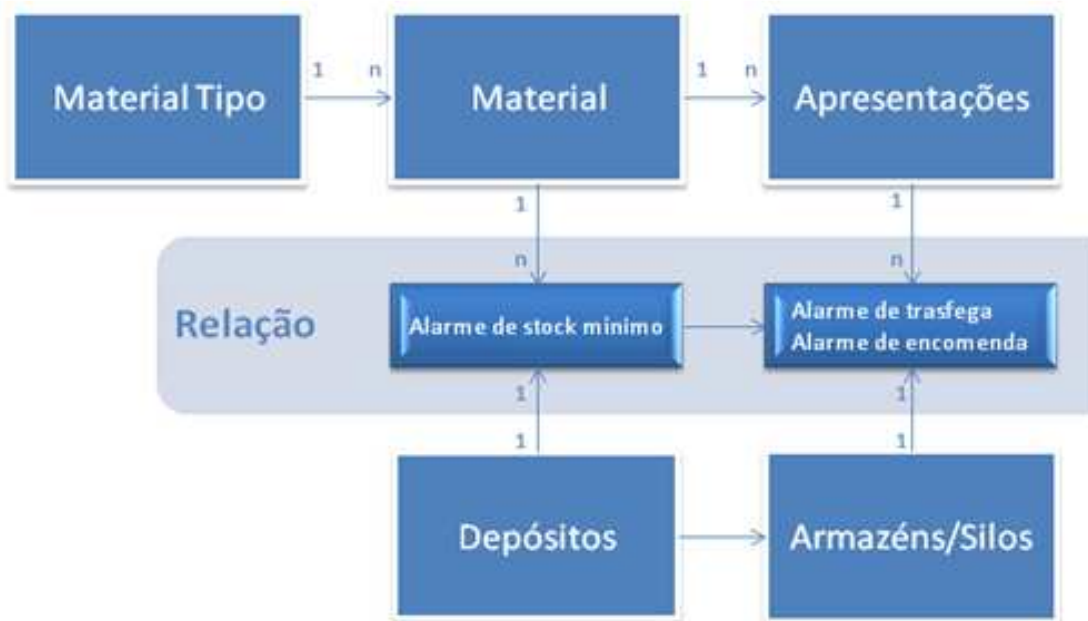 Material Tipo
1 n
Material
1 n
Apresentações
1
1
n
n
Relação
Alarme de stock minimo
Alarme de trasfega
Alarme de encomenda
1
1
1
1
Depósitos
Armazéns/Silos